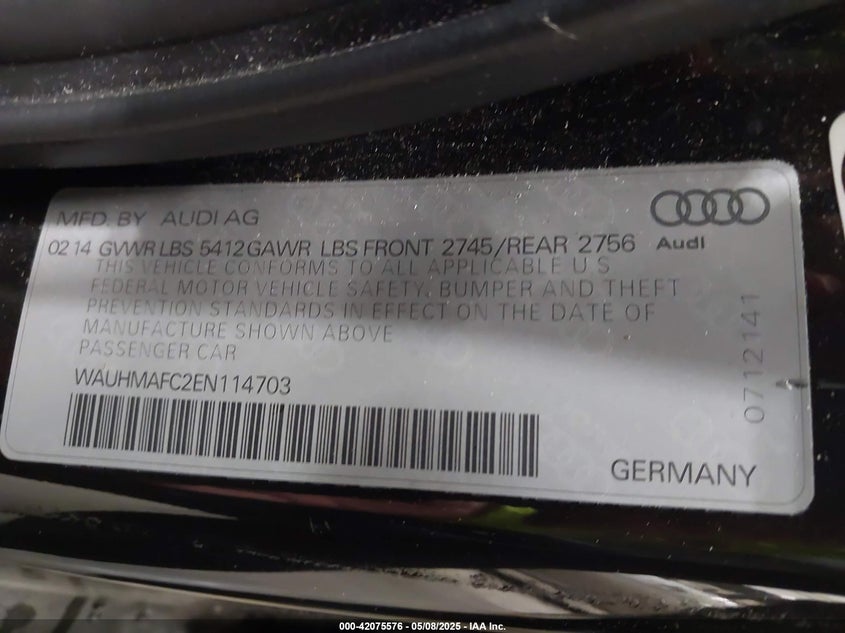 MFD. BY AUDI AG
02 14 GVWR LBS 5412 GAWR LBS FRONT 2745/REAR 2756
Audi
THIS VEHICLE CONFORMS TO ALL APPLICABLE U S
FEDERAL MOTOR VEHICLE SAFETY, BUMPER AND THEFT
PREVENTION STANDARDS IN EFFECT ON THE DATE OF
MANUFACTURE SHOWN ABOVE
PASSENGER CAR
WAUHMAFC2EN114703
0712141
GERMANY
000-42075576 - 05/08/2025 - IAA Inc.